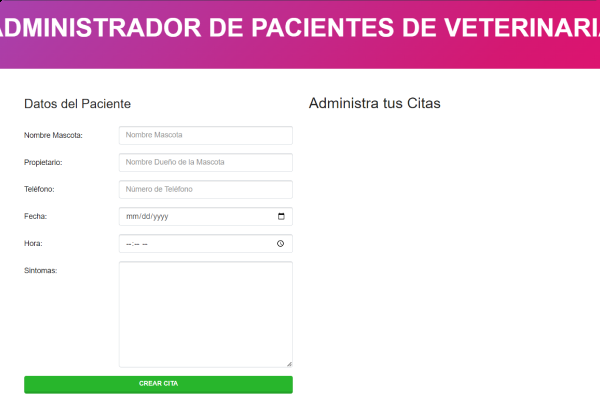 ADMINISTRADOR DE PACIENTES DE VETERINARIA
Datos del Paciente
Nombre Mascota:
Nombre Mascota
Propietario:
Nombre Dueño de la Mascota
Teléfono:
Número de Teléfono
Fecha:
mm/dd/yyyy
Hora:
--:-- --
Sintomas:
CREAR CITA
Administra tus Citas